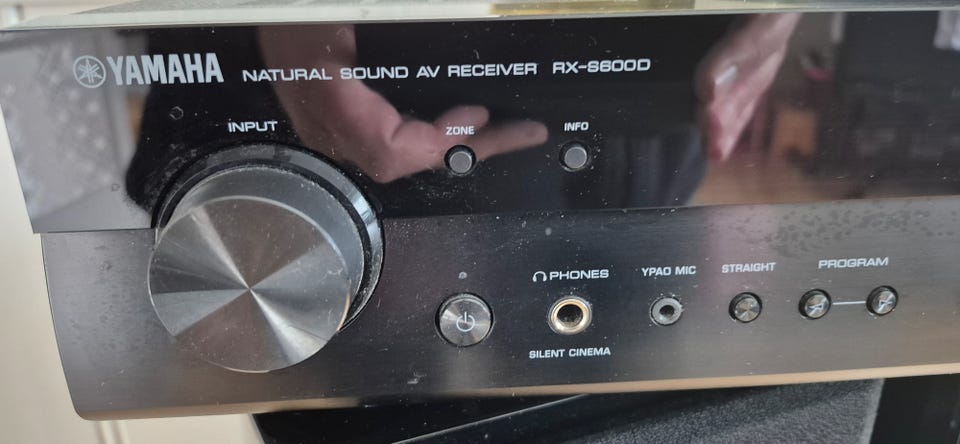 YAMAHA NATURAL SOUND AV RECEIVER RX-S600D
INPUT ZONE INFO
PHONES YPAO MIC STRAIGHT PROGRAM
SILENT CINEMA